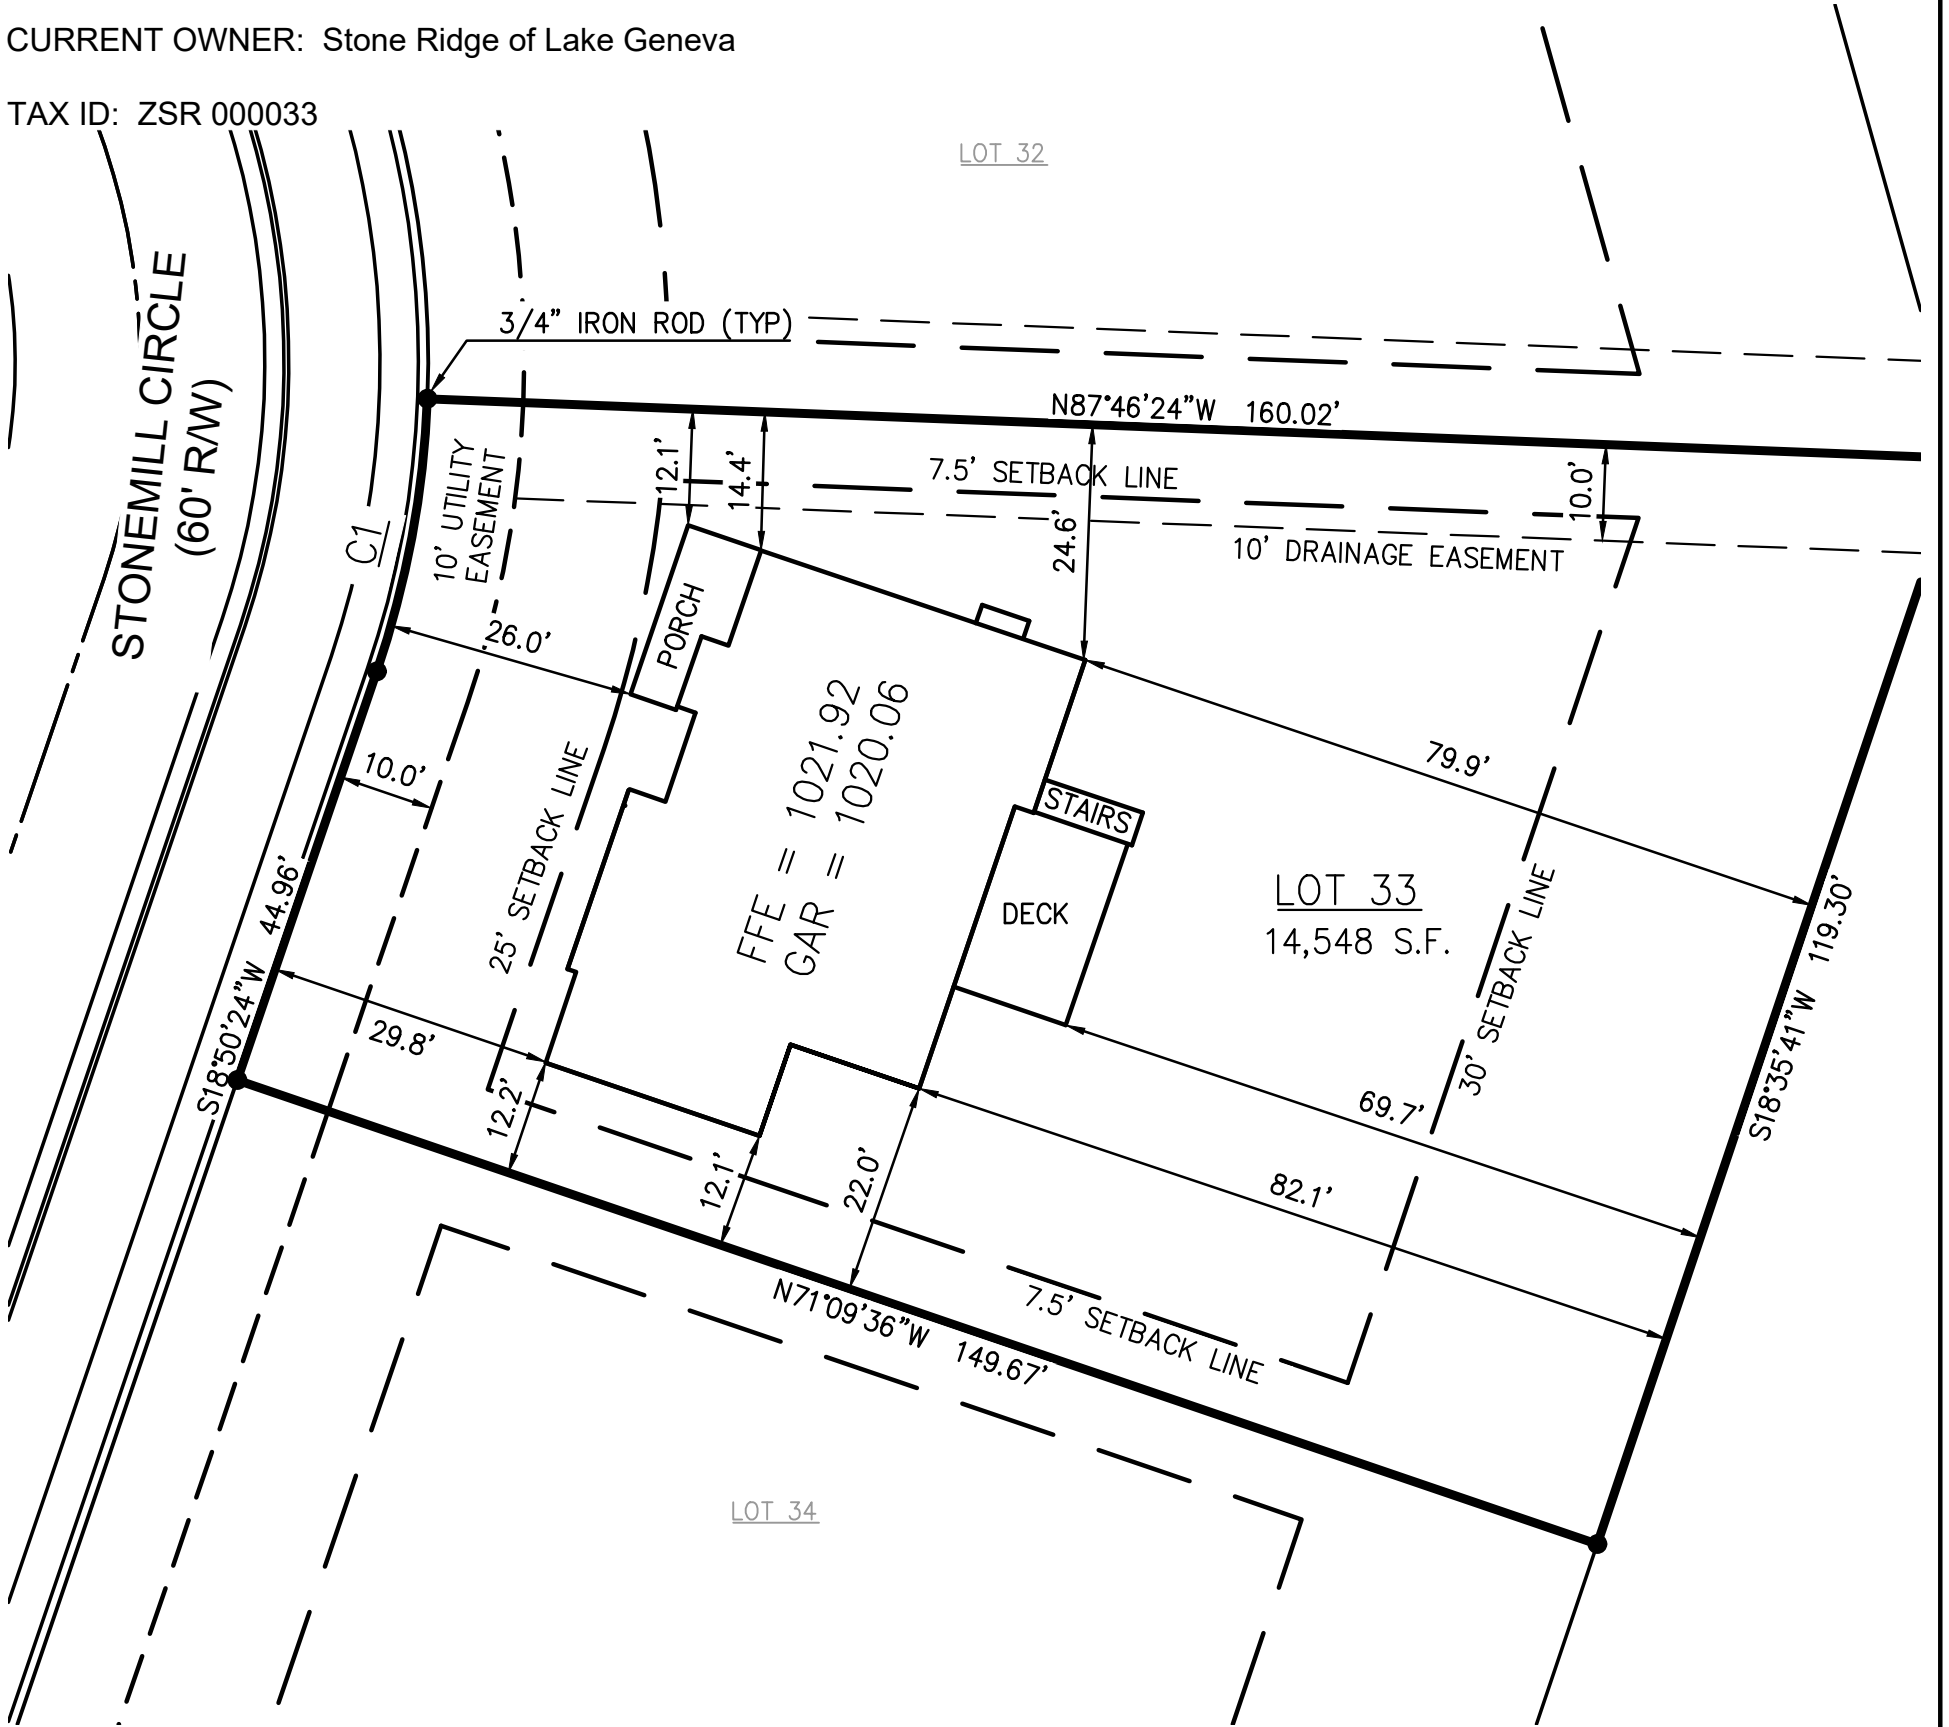 CURRENT OWNER: Stone Ridge of Lake Geneva
TAX ID: ZSR 000033
LOT 32
3/4" IRON ROD (TYP)
STONEMILL CIRCLE
(60' R/W)
N87°46'24"W 160.02'
C1
10' UTILITY
EASEMENT
12.1'
14.4'
7.5' SETBACK LINE
24.6'
10.0'
10' DRAINAGE EASEMENT
26.0'
PORCH
10.0'
FFE = 1021.92
GAR = 1020.06
79.9'
STAIRS
25' SETBACK LINE
DECK
LOT 33
14,548 S.F.
30' SETBACK LINE
S18°35'41"W 119.30'
S18°50'24"W 44.96'
29.8'
12.2'
12.1'
22.0'
69.7'
82.1'
7.5' SETBACK LINE
N71°09'36"W 149.67'
LOT 34